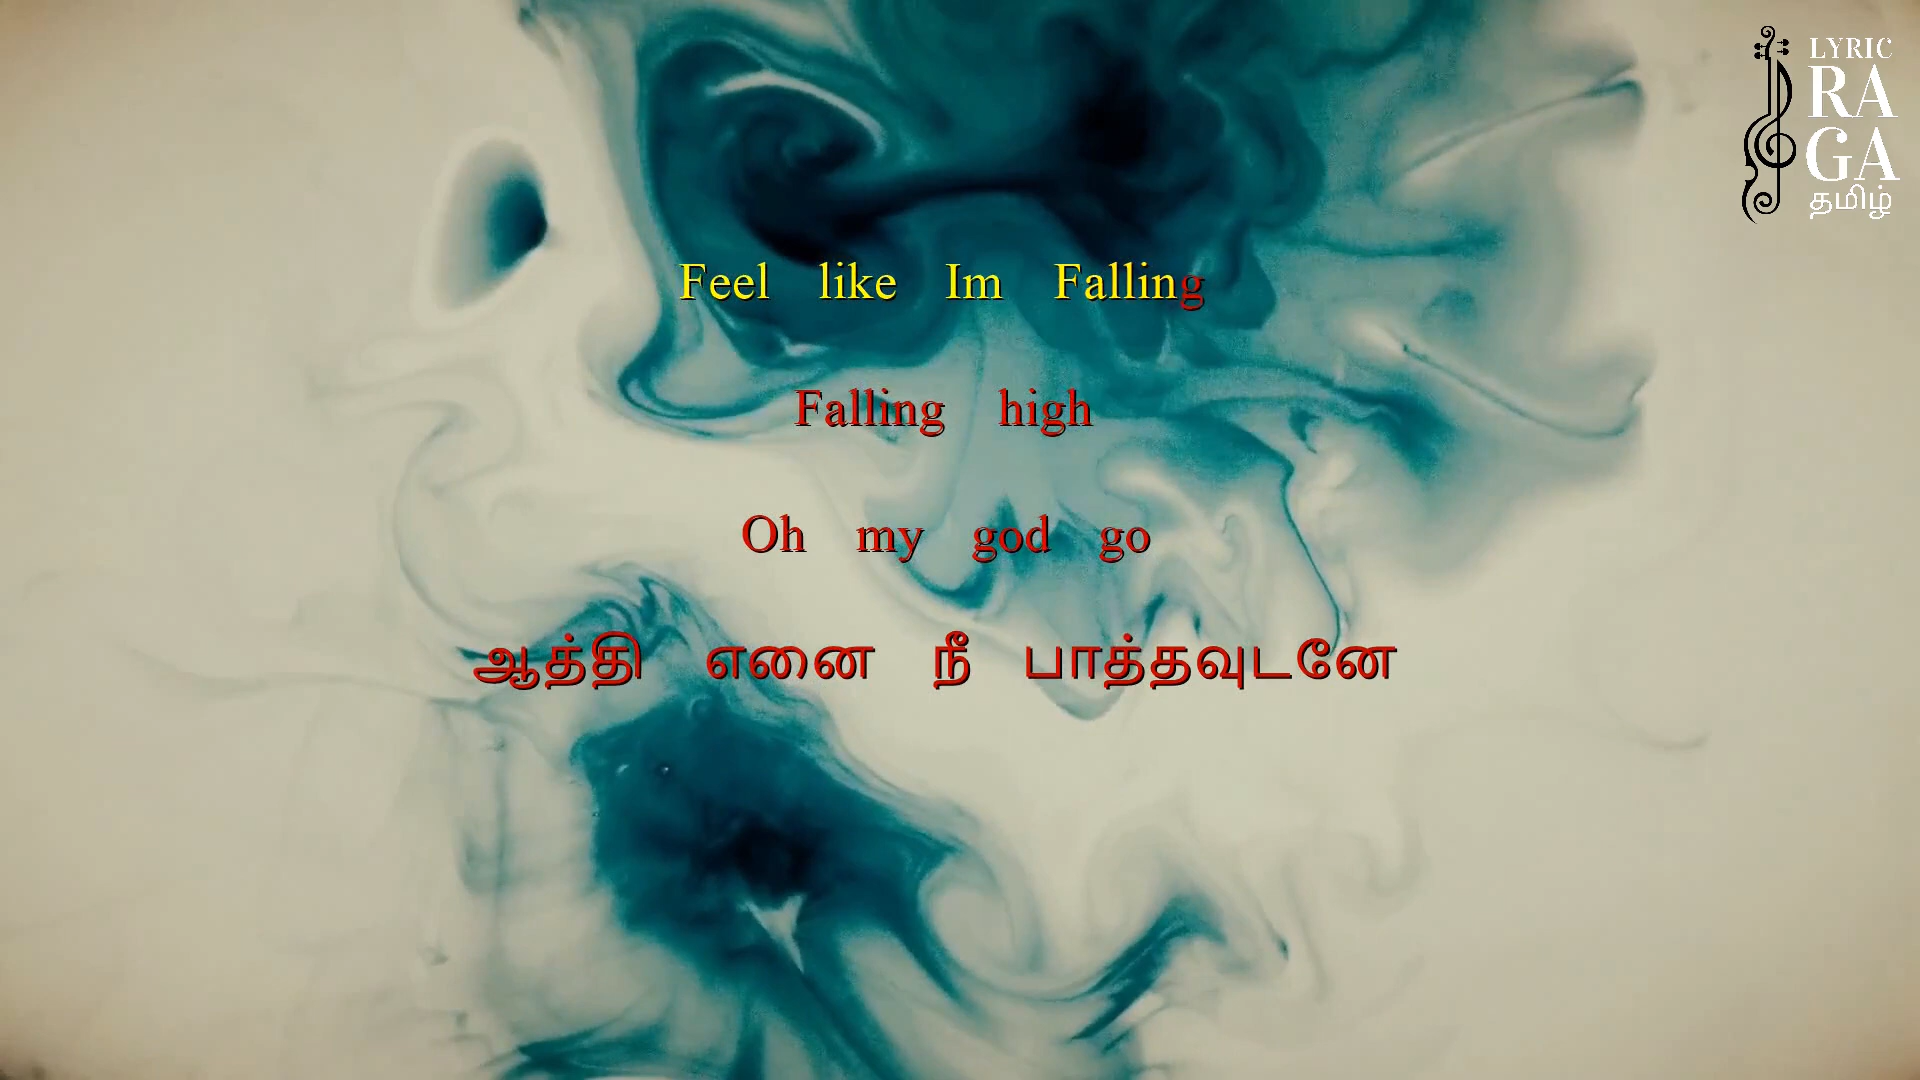 LYRIC
RA
GA
தமிழ்
Feel like Im Falling
Falling high
Oh my god go
ஆத்தி எனை நீ பாத்தவுடனே